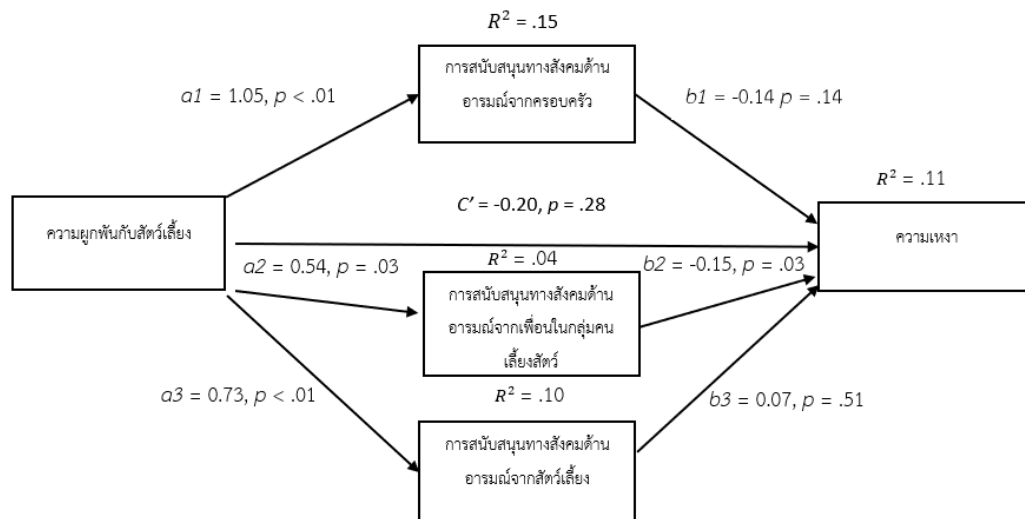 R² = .15
การสนับสนุนทางสังคมด้าน
อารมณ์จากครอบครัว
a1 = 1.05, p < .01
b1 = -0.14 p = .14
R² = .11
ความผูกพันกับสัตว์เลี้ยง
C' = -0.20, p = .28
ความเหงา
a2 = 0.54, p = .03
R² = .04
b2 = -0.15, p = .03
การสนับสนุนทางสังคมด้าน
อารมณ์จากเพื่อนในกลุ่มคน
เลี้ยงสัตว์
a3 = 0.73, p < .01
R² = .10
b3 = 0.07, p = .51
การสนับสนุนทางสังคมด้าน
อารมณ์จากสัตว์เลี้ยง